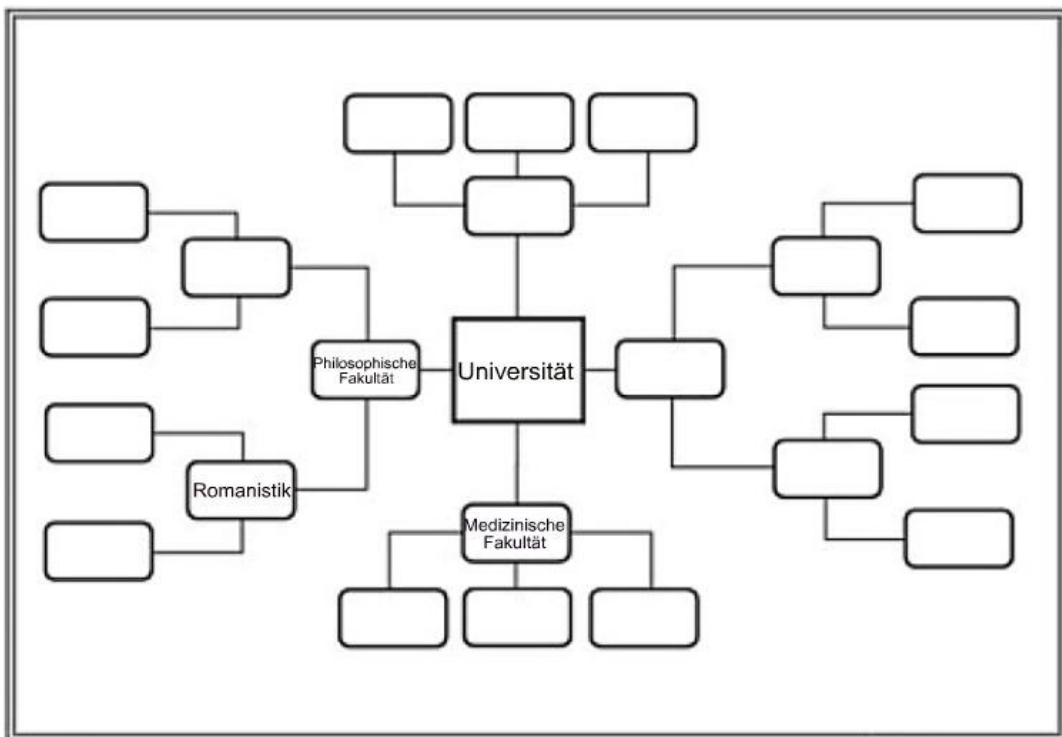 Philosophische
Fakultät
Universität
Romanistik
Medizinische
Fakultät